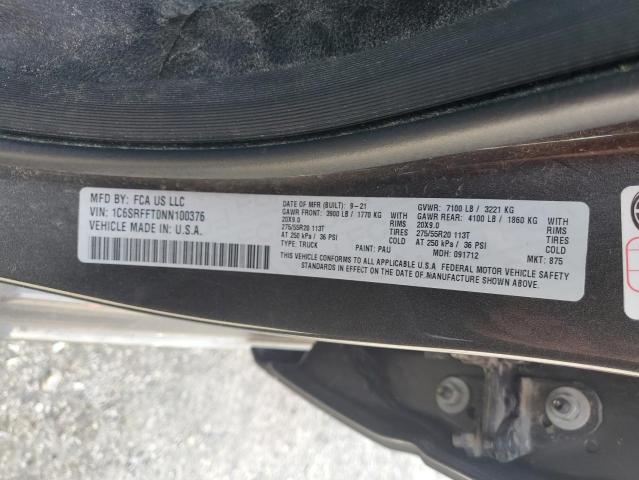 MFD BY: FCA US LLC
VIN: 1C6SRFFT0NN100376
VEHICLE MADE IN: U.S.A.
DATE OF MFR (BUILT): 9-21
GAWR FRONT: 3900 LB / 1770 KG WITH
20X9.0 RIMS
275/55R20 113T TIRES
AT 250 kPa / 36 PSI COLD
TYPE: TRUCK PAINT: PAU
GVWR: 7100 LB / 3221 KG
GAWR REAR: 4100 LB / 1860 KG WITH
20X9.0 RIMS
275/55R20 113T TIRES
AT 250 kPa / 36 PSI COLD
MDH: 091712 MKT: 875
THIS VEHICLE CONFORMS TO ALL APPLICABLE U.S.A FEDERAL MOTOR VEHICLE SAFETY
STANDARDS IN EFFECT ON THE DATE OF MANUFACTURE SHOWN ABOVE.